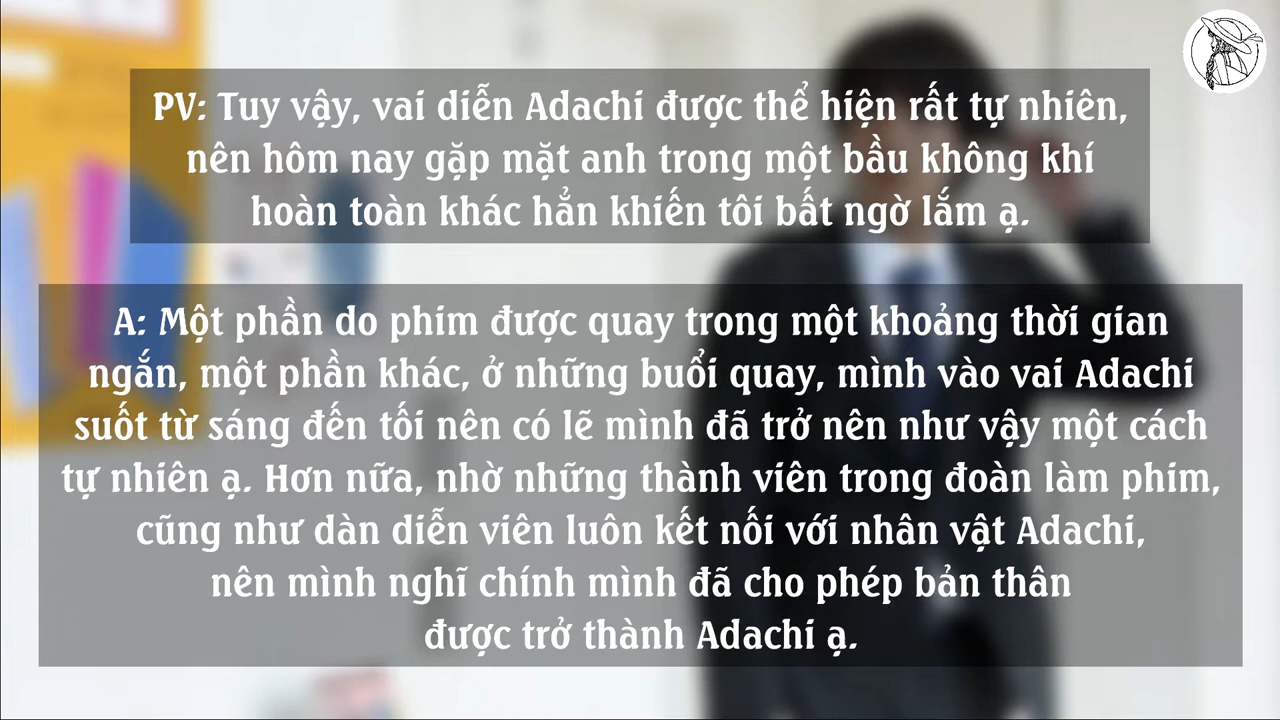 PV: Tuy vậy, vai diễn Adachi được thể hiện rất tự nhiên,
nên hôm nay gặp mặt anh trong một bầu không khí
hoàn toàn khác hẳn khiến tôi bất ngờ lắm ạ.
A: Một phần do phim được quay trong một khoảng thời gian
ngắn, một phần khác, ở những buổi quay, mình vào vai Adachi
suốt từ sáng đến tối nên có lẽ mình đã trở nên như vậy một cách
tự nhiên ạ. Hơn nữa, nhờ những thành viên trong đoàn làm phim,
cũng như dàn diễn viên luôn kết nối với nhân vật Adachi,
nên mình nghĩ chính mình đã cho phép bản thân
được trở thành Adachi ạ.